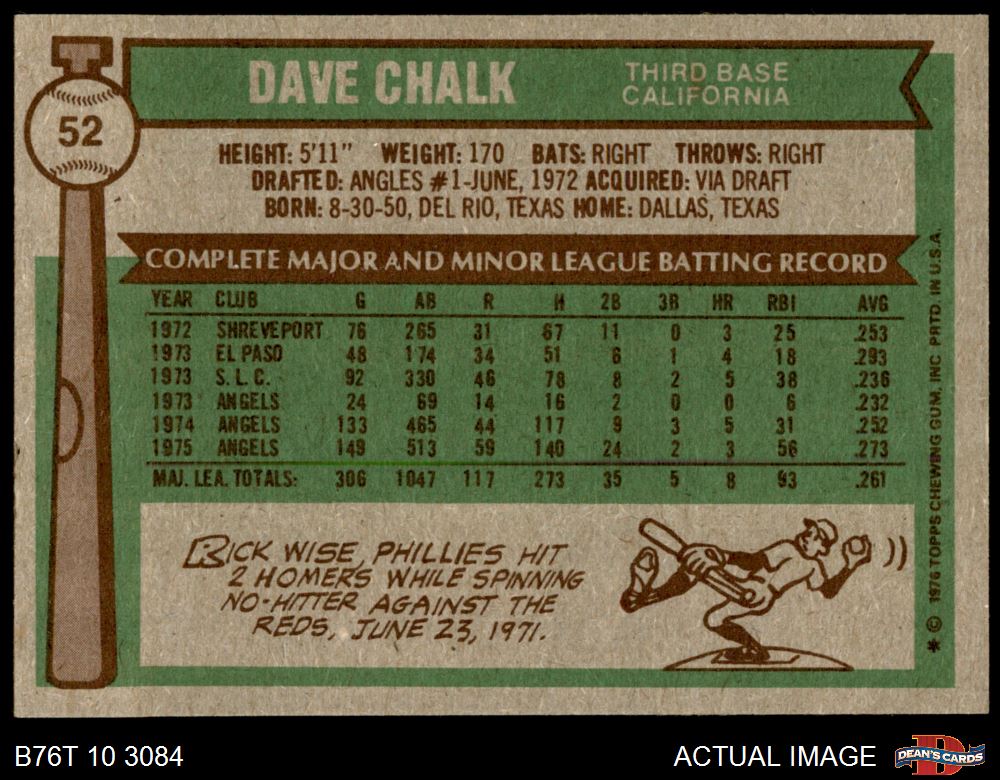 52
DAVE CHALK
THIRD BASE
CALIFORNIA
HEIGHT: 5'11" WEIGHT: 170 BATS: RIGHT THROWS: RIGHT
DRAFTED: ANGLES #1-JUNE, 1972 ACQUIRED: VIA DRAFT
BORN: 8-30-50, DEL RIO, TEXAS HOME: DALLAS, TEXAS
COMPLETE MAJOR AND MINOR LEAGUE BATTING RECORD
YEAR CLUB G AB R H 2B 3B HR RBI AVG
1972 SHREVEPORT 76 265 31 67 11 0 3 25 .253
1973 EL PASO 48 174 34 51 6 1 4 18 .293
1973 S.L.C. 92 330 46 78 8 2 5 38 .236
1973 ANGELS 24 69 14 16 2 0 0 6 .232
1974 ANGELS 133 465 44 117 9 3 5 31 .252
1975 ANGELS 149 513 59 140 24 2 3 56 .273
MAJ. LEA. TOTALS: 306 1047 117 273 35 5 8 93 .261
RICK WISE, PHILLIES HIT
2 HOMERS WHILE SPINNING
NO-HITTER AGAINST THE
REDS, JUNE 23, 1971.
* © 1976 TOPPS CHEWING GUM, INC PRTD. IN U.S.A.
B76T 10 3084
ACTUAL IMAGE
DEAN'S CARDS